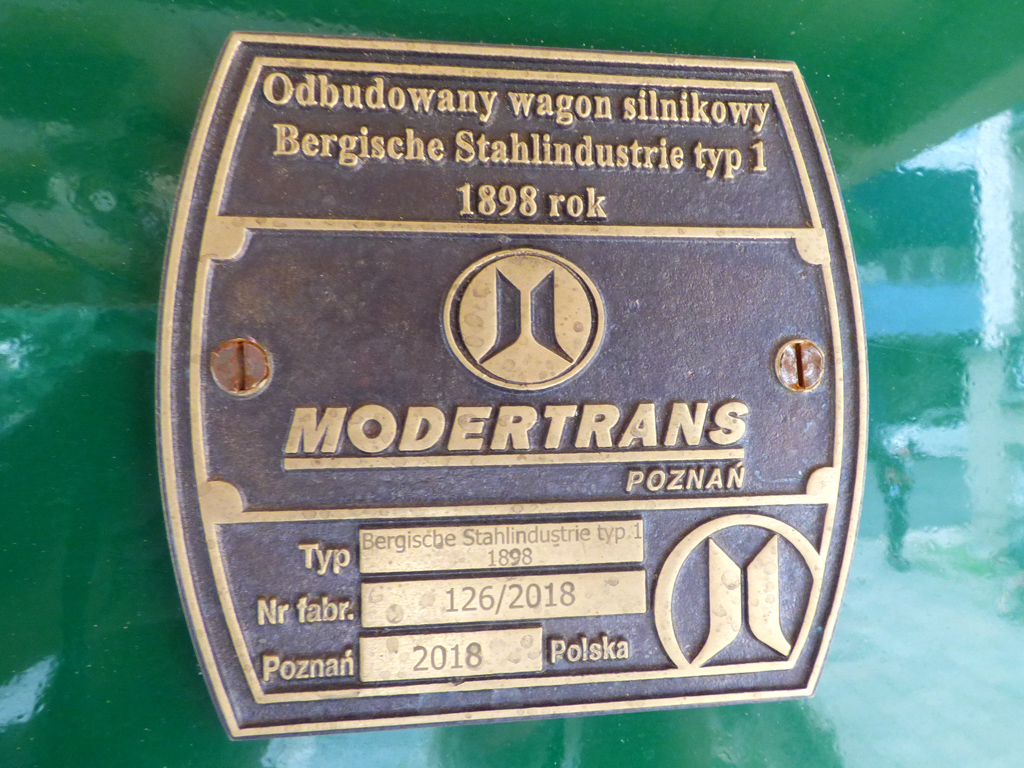 Odbudowany wagon silnikowy
Bergische Stahlindustrie typ 1
1898 rok
MODERTRANS
POZNAŃ
Typ Bergische Stahlindustrie typ 1
1898
Nr fabr. 126/2018
Poznań 2018 Polska